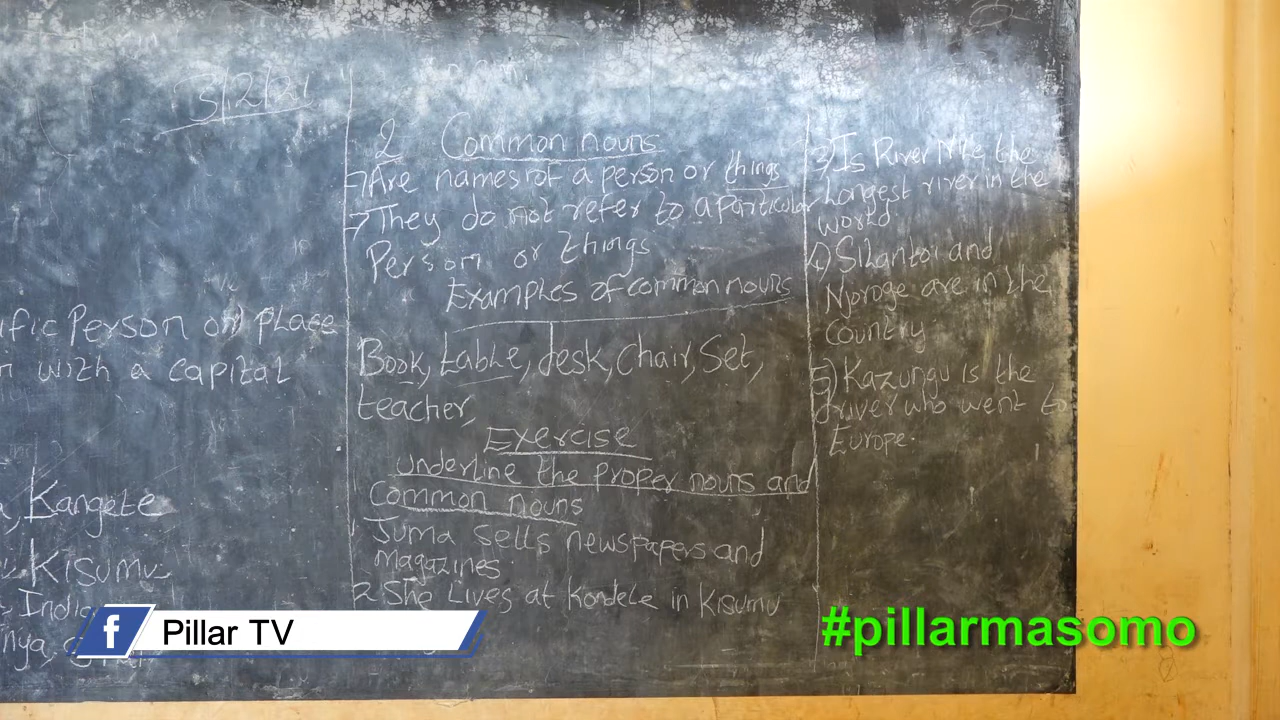 3/2/21
ific Person or place
with a capital
Kangete
Kisumu
India
2 Common nouns
→Are names of a person or things
→They do not refer to a particular
Person or things
Examples of common nouns
Book, table, desk, Chair, Set,
teacher,
Exercise
underline the proper nouns and
Common nouns
Juma sells newspapers and
Magazines.
2. She Lives at Kondele in Kisumu
3) Is River Nile the
Longest river in the
world.
4) Silantoi and
Njoroge are in the
Country.
5) Kazungu is the
driver who went to
Europe.
f Pillar TV
#pillarmasomo